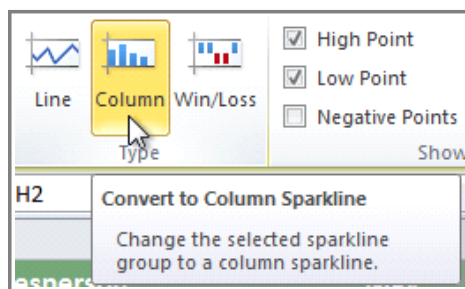 High Point
Low Point
Negative Points
Line Column Win/Loss
Type
Show
H2
Convert to Column Sparkline
Change the selected sparkline
group to a column sparkline.